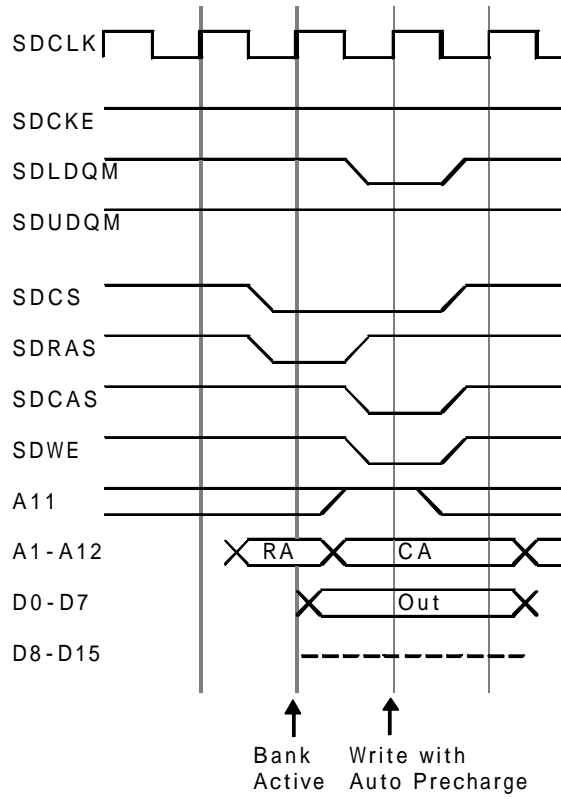 SDCLK
SDCKE
SDLDQM
SDUDQM
SDCS
SDRAS
SDCAS
SDWE
A11
A1-A12 RA CA
D0-D7 Out
D8-D15
Bank Write with
Active Auto Precharge